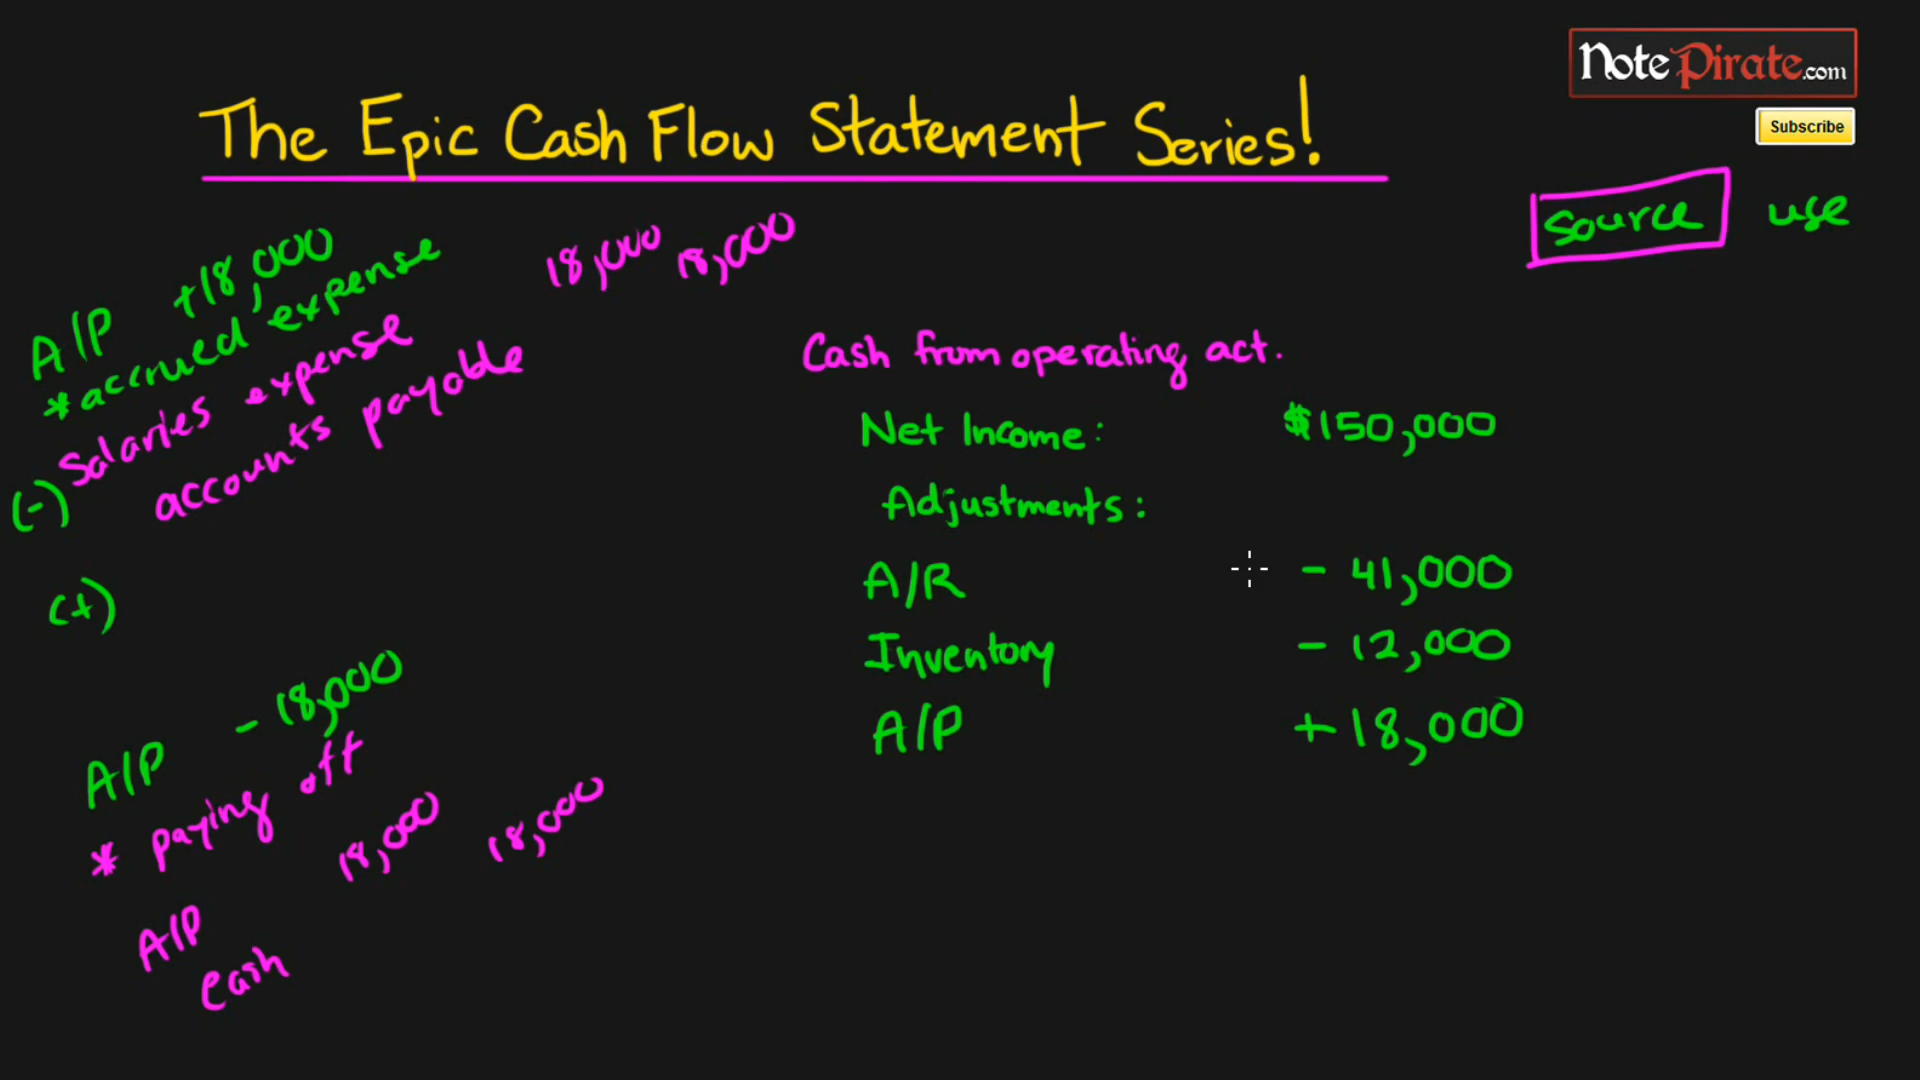 NotePirate.com
Subscribe
The Epic Cash Flow Statement Series!
source use
A/P +18,000
*accrued expense
Salaries expense 18,000
accounts payable 18,000
(-)
(+)
A/P - 18,000
* paying off
A/P 18,000
cash 18,000
Cash from operating act.
Net Income: $150,000
Adjustments:
A/R - 41,000
Inventory - 12,000
A/P + 18,000